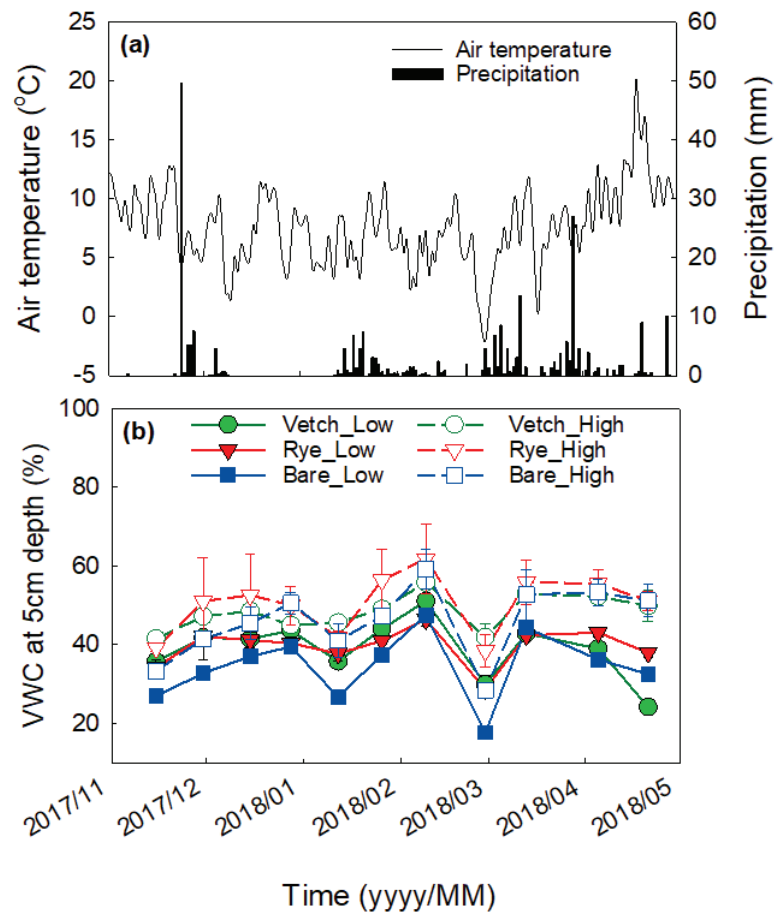 (a)
Air temperature
Precipitation
Air temperature (°C)
25
20
15
10
5
0
-5
Precipitation (mm)
60
50
40
30
20
10
0
(b)
Vetch_Low
Vetch_High
Rye_Low
Rye_High
Bare_Low
Bare_High
VWC at 5cm depth (%)
100
80
60
40
20
2017/11
2017/12
2018/01
2018/02
2018/03
2018/04
2018/05
Time (yyyy/MM)